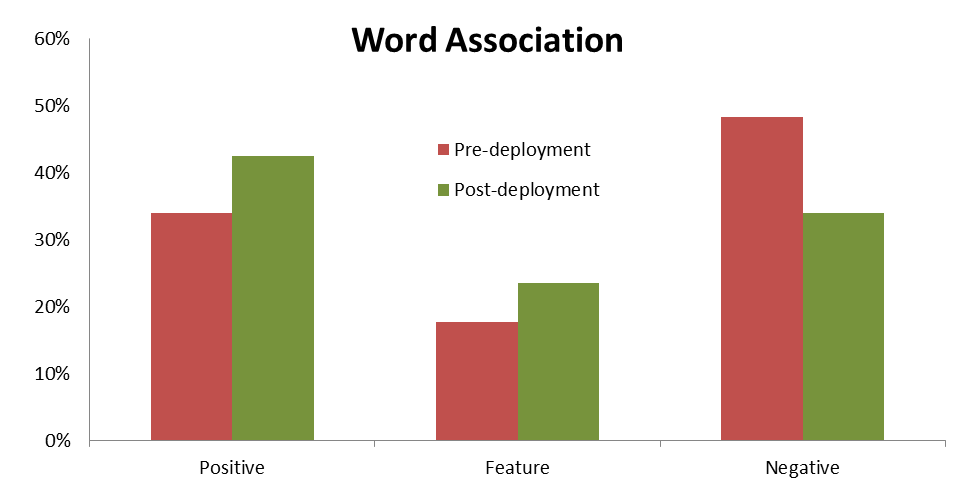 Word Association
60%
50%
40%
30%
20%
10%
0%
Pre-deployment
Post-deployment
Positive
Feature
Negative